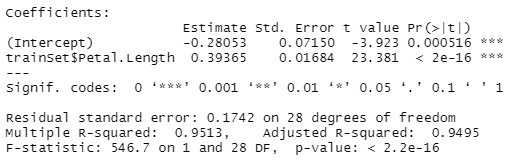 Coefficients:
Estimate Std. Error t value Pr(>|t|)
(Intercept) -0.28053 0.07150 -3.923 0.000516 ***
trainSet$Petal.Length 0.39365 0.01684 23.381 < 2e-16 ***
---
Signif. codes: 0 ‘***’ 0.001 ‘**’ 0.01 ‘*’ 0.05 ‘.’ 0.1 ‘ ’ 1
Residual standard error: 0.1742 on 28 degrees of freedom
Multiple R-squared: 0.9513, Adjusted R-squared: 0.9495
F-statistic: 546.7 on 1 and 28 DF, p-value: < 2.2e-16